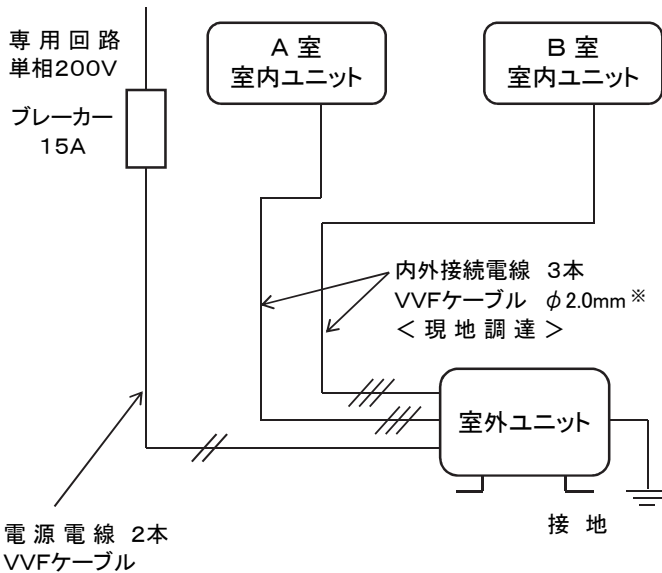 専用回路
単相200V
ブレーカー
15A
A 室
室内ユニット
B 室
室内ユニット
内外接続電線 3本
VVFケーブル φ2.0mm※
＜現地調達＞
室外ユニット
接 地
電源電線 2本
VVFケーブル